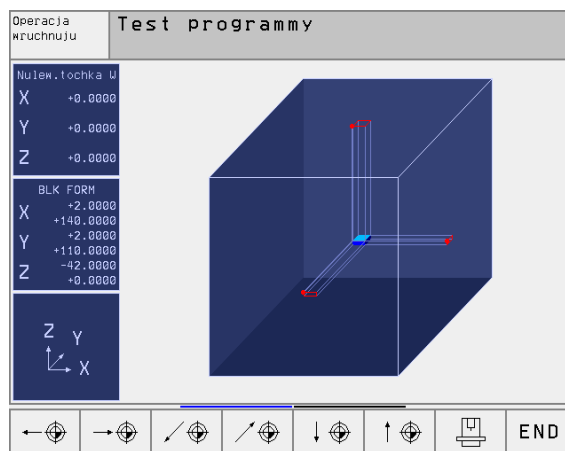 Operacja
wruchnuju
Test programmy
Nulew.tochka W
X +0.0000
Y +0.0000
Z +0.0000
BLK FORM
X +2.0000
+140.0000
Y +2.0000
+110.0000
Z -42.0000
+0.0000
Z Y
X
END